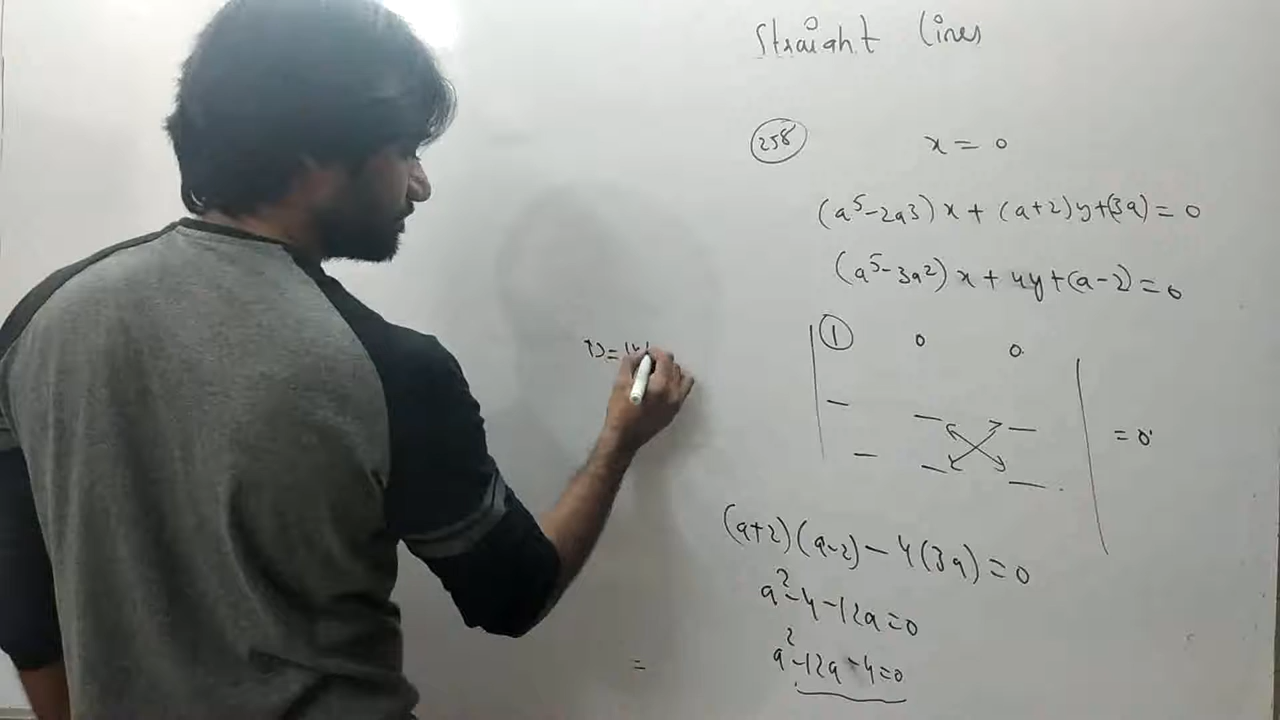 Straight lines
258 x = 0
(a⁵-2a3)x + (a+2)y+(3a) = 0
(a⁵-3a²)x + 4y+(a-2)=0
1 0 0
— — —
— — — = 0
(a+2)(a-2) - 4(3a) = 0
a²-4-12a=0
a²-12a-4=0
D=
=